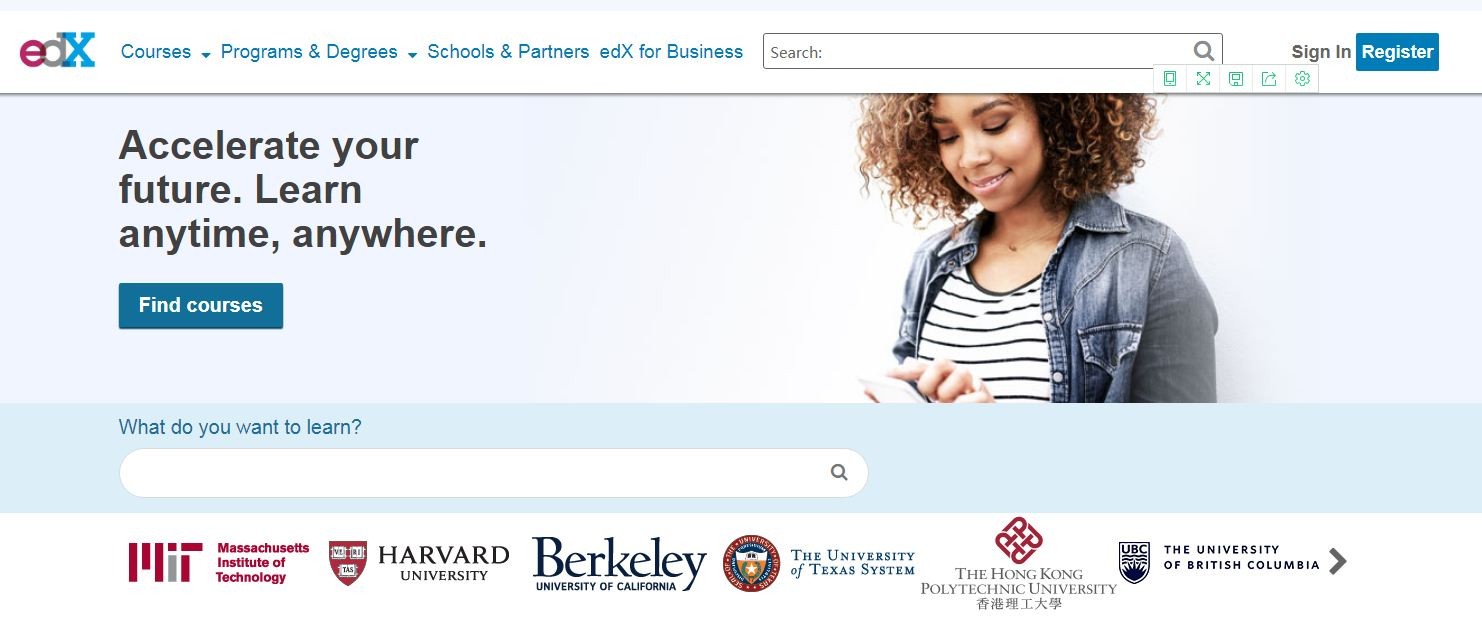 edX
Courses
Programs & Degrees
Schools & Partners
edX for Business
Search:
Sign In
Register
Accelerate your
future. Learn
anytime, anywhere.
Find courses
What do you want to learn?
MIT
Massachusetts
Institute of
Technology
VE RI
TAS
HARVARD
UNIVERSITY
Berkeley
UNIVERSITY OF CALIFORNIA
THE UNIVERSITY
of TEXAS SYSTEM
THE HONG KONG
POLYTECHNIC UNIVERSITY
香港理工大學
UBC
THE UNIVERSITY
OF BRITISH COLUMBIA